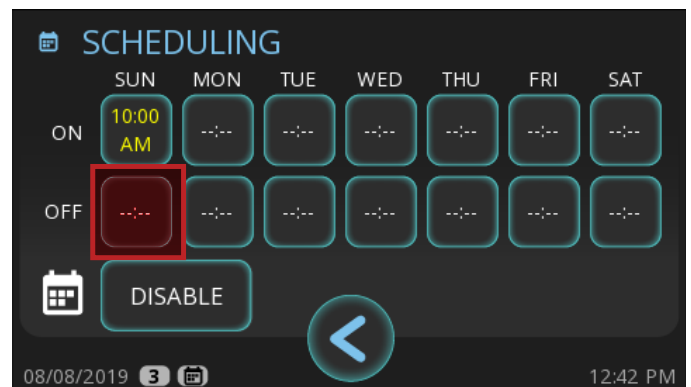 SCHEDULING
SUN MON TUE WED THU FRI SAT
ON 10:00 AM --:-- --:-- --:-- --:-- --:-- --:--
OFF --:-- --:-- --:-- --:-- --:-- --:-- --:--
DISABLE
08/08/2019 3 12:42 PM